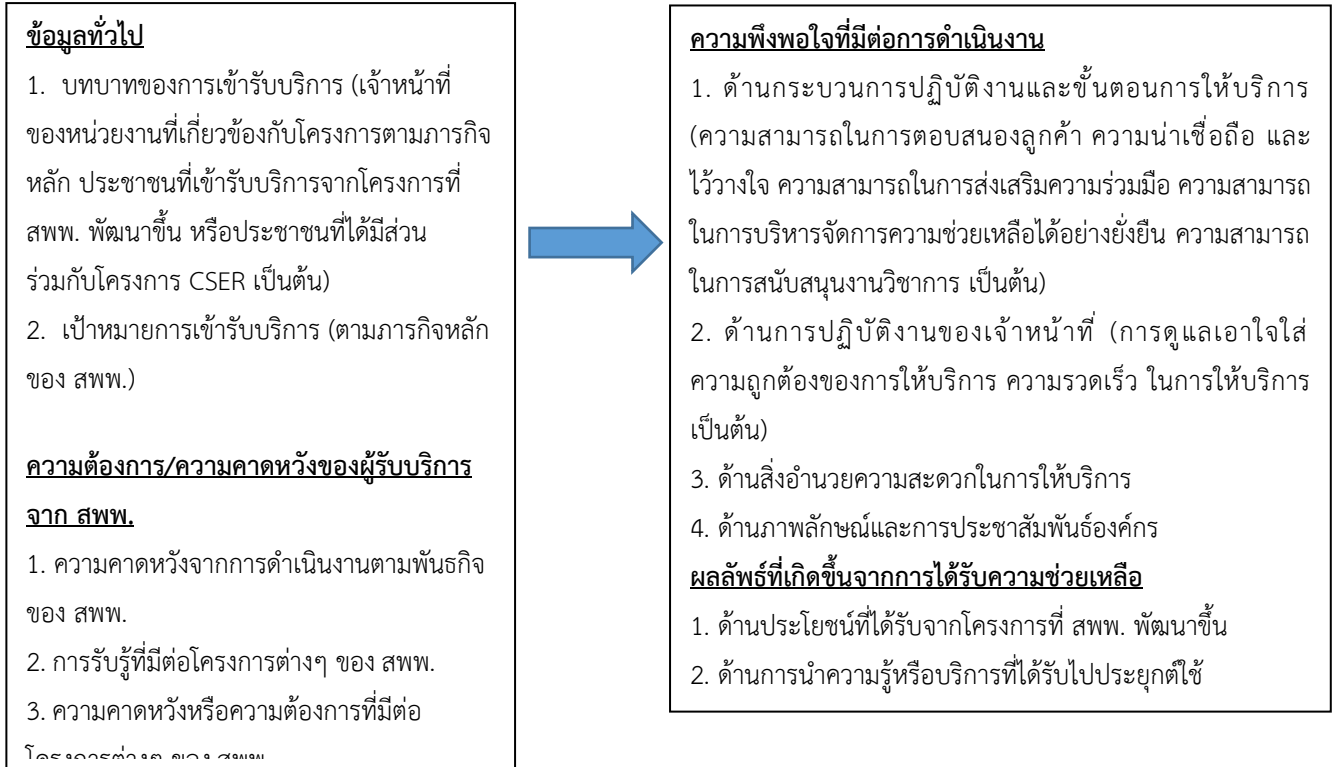 ข้อมูลทั่วไป
1. บทบาทของการเข้ารับบริการ (เจ้าหน้าที่
ของหน่วยงานที่เกี่ยวข้องกับโครงการตามภารกิจ
หลัก ประชาชนที่เข้ารับบริการจากโครงการที่
สพพ. พัฒนาขึ้น หรือประชาชนที่ได้มีส่วน
ร่วมกับโครงการ CSER เป็นต้น)
2. เป้าหมายการเข้ารับบริการ (ตามภารกิจหลัก
ของ สพพ.)
ความต้องการ/ความคาดหวังของผู้รับบริการ
จาก สพพ.
1. ความคาดหวังจากการดำเนินงานตามพันธกิจ
ของ สพพ.
2. การรับรู้ที่มีต่อโครงการต่างๆ ของ สพพ.
3. ความคาดหวังหรือความต้องการที่มีต่อ
โครงการต่างๆ ของ สพพ.
ความพึงพอใจที่มีต่อการดำเนินงาน
1. ด้านกระบวนการปฏิบัติงานและขั้นตอนการให้บริการ
(ความสามารถในการตอบสนองลูกค้า ความน่าเชื่อถือ และ
ไว้วางใจ ความสามารถในการส่งเสริมความร่วมมือ ความสามารถ
ในการบริหารจัดการความช่วยเหลือได้อย่างยั่งยืน ความสามารถ
ในการสนับสนุนงานวิชาการ เป็นต้น)
2. ด้านการปฏิบัติงานของเจ้าหน้าที่ (การดูแลเอาใจใส่
ความถูกต้องของการให้บริการ ความรวดเร็ว ในการให้บริการ
เป็นต้น)
3. ด้านสิ่งอำนวยความสะดวกในการให้บริการ
4. ด้านภาพลักษณ์และการประชาสัมพันธ์องค์กร
ผลลัพธ์ที่เกิดขึ้นจากการได้รับความช่วยเหลือ
1. ด้านประโยชน์ที่ได้รับจากโครงการที่ สพพ. พัฒนาขึ้น
2. ด้านการนำความรู้หรือบริการที่ได้รับไปประยุกต์ใช้